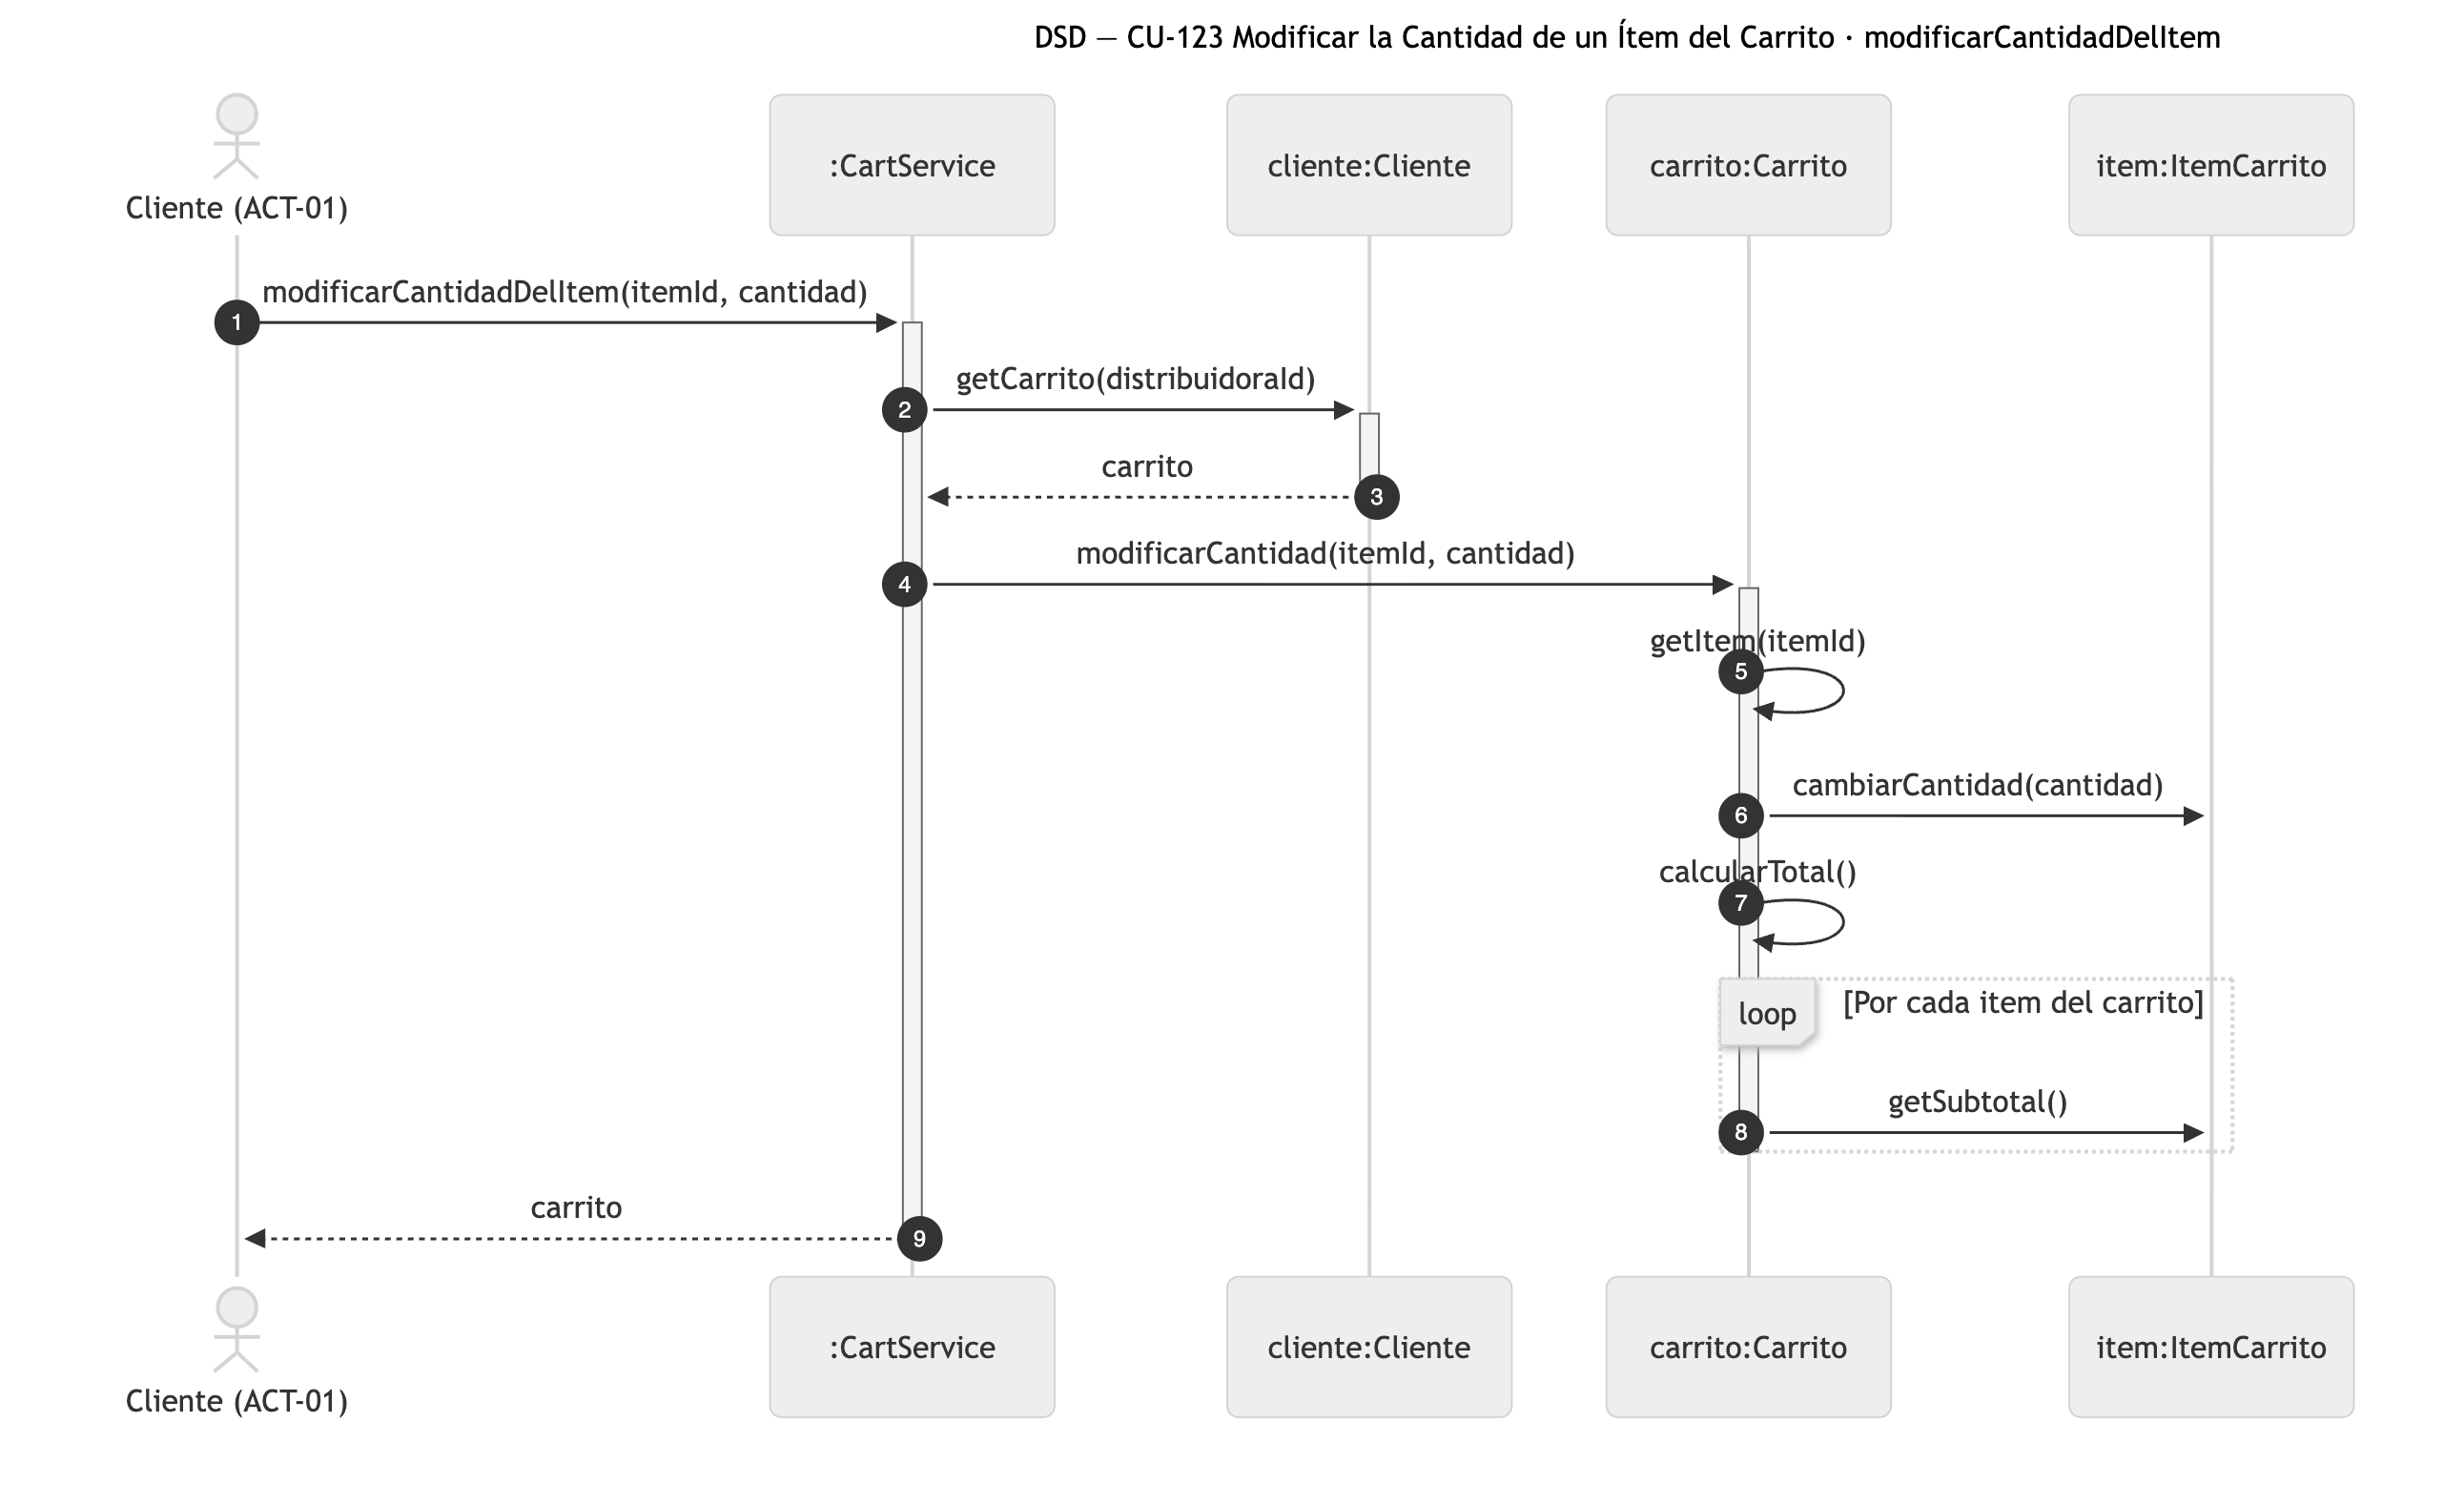 DSD — CU-123 Modificar la Cantidad de un Ítem del Carrito · modificarCantidadDelItem
Cliente (ACT-01)
:CartService
cliente:Cliente
carrito:Carrito
item:ItemCarrito
modificarCantidadDelItem(itemId, cantidad)
1
getCarrito(distribuidoraId)
2
carrito
3
modificarCantidad(itemId, cantidad)
4
getItem(itemId)
5
cambiarCantidad(cantidad)
6
calcularTotal()
7
loop
[Por cada item del carrito]
getSubtotal()
8
carrito
9
Cliente (ACT-01)
:CartService
cliente:Cliente
carrito:Carrito
item:ItemCarrito